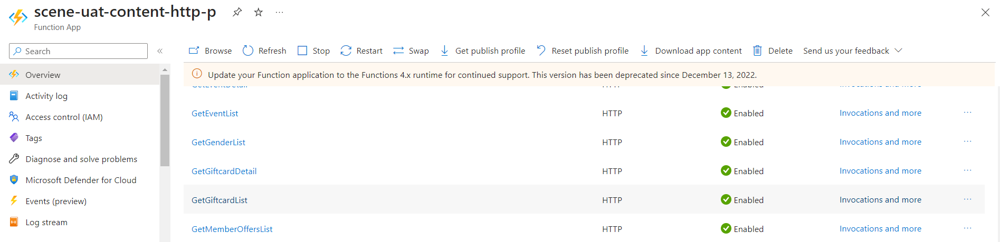 scene-uat-content-http-p
Function App
Search
Overview
Activity log
Access control (IAM)
Tags
Diagnose and solve problems
Microsoft Defender for Cloud
Events (preview)
Log stream
Browse Refresh Stop Restart Swap Get publish profile Reset publish profile Download app content Delete Send us your feedback
Update your Function application to the Functions 4.x runtime for continued support. This version has been deprecated since December 13, 2022.
GetEventDetail HTTP Enabled Invocations and more
GetEventList HTTP Enabled Invocations and more
GetGenderList HTTP Enabled Invocations and more
GetGiftcardDetail HTTP Enabled Invocations and more
GetGiftcardList HTTP Enabled Invocations and more
GetMemberOffersList HTTP Enabled Invocations and more